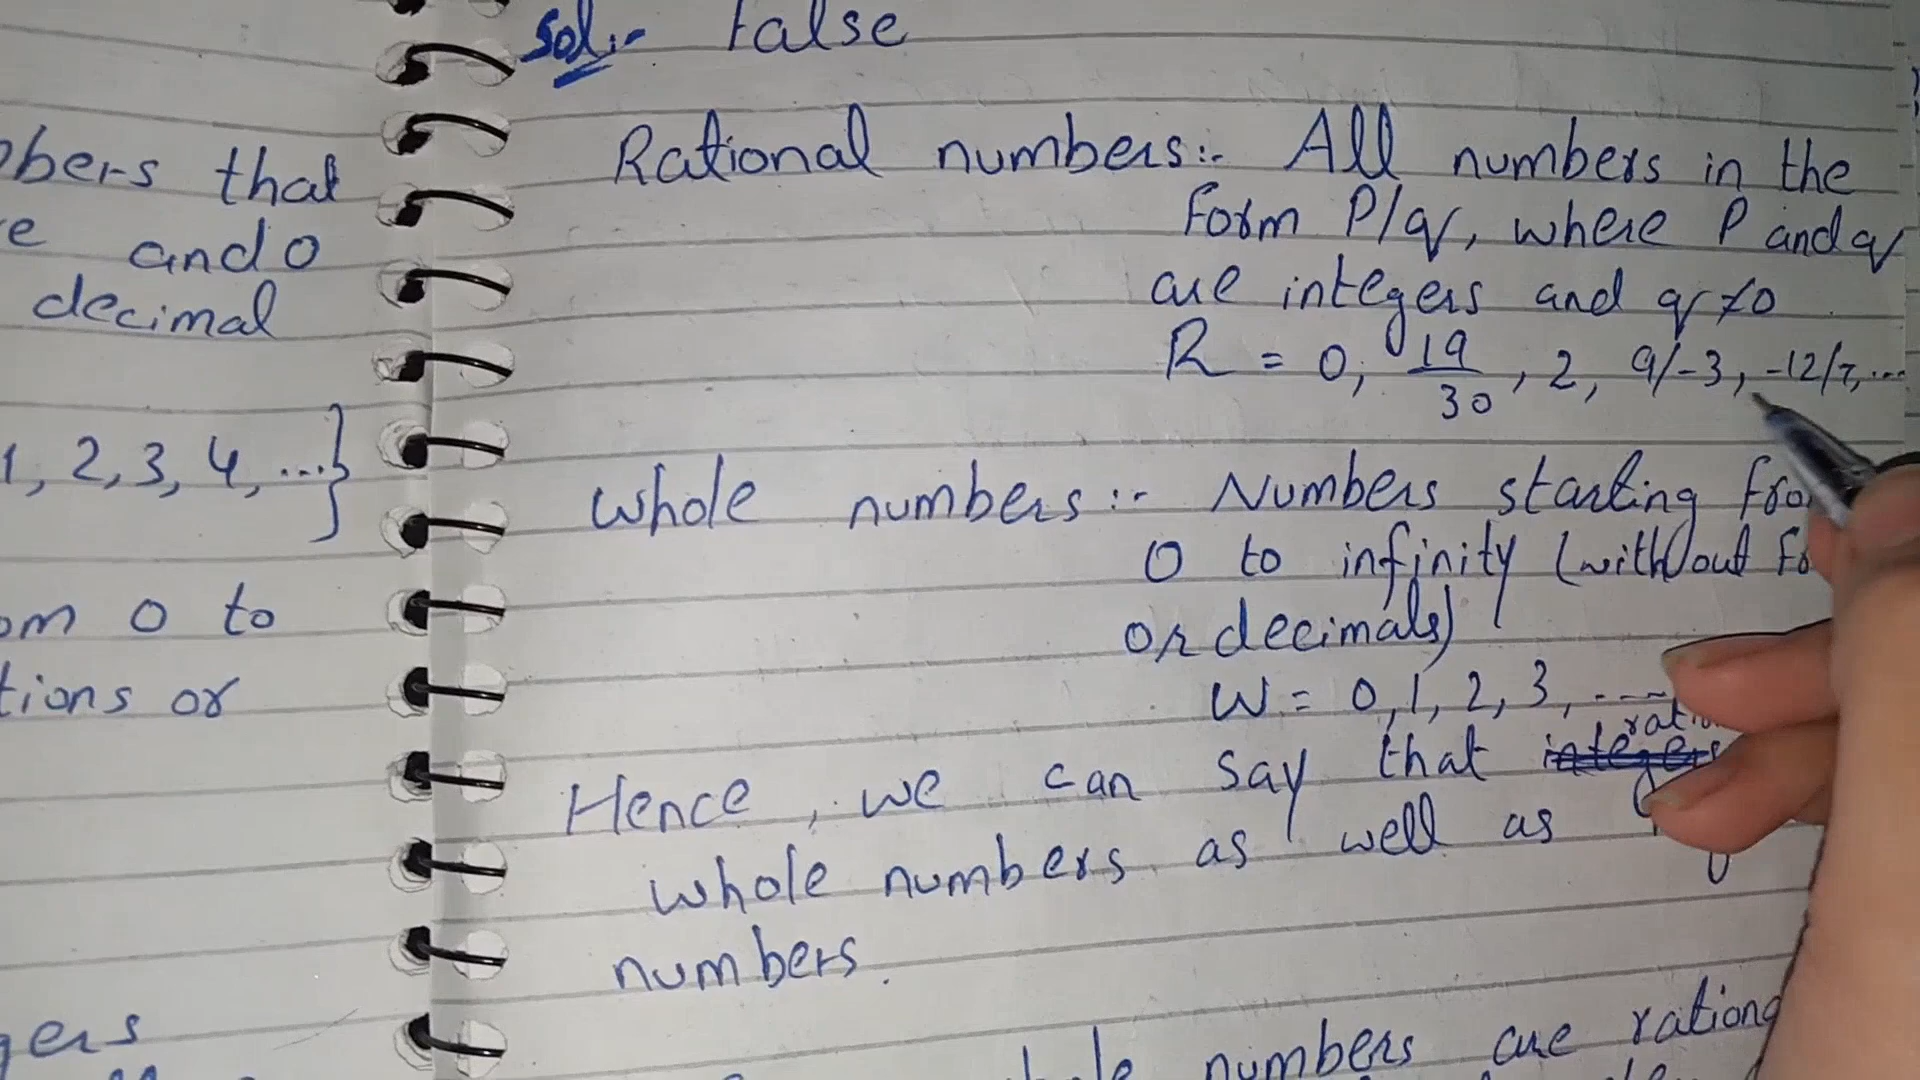 bers that
e and 0
decimal
1, 2, 3, 4, ...}
om 0 to
tions or
gers
Sol:- False
Rational numbers:- All numbers in the
form P/q, where P and q
are integers and q≠0
R = 0, 19/30, 2, 9/-3, -12/7, ...
Whole numbers:- Numbers starting fro
0 to infinity (without
or decimals)
W = 0, 1, 2, 3, ----
Hence, we can say that
whole numbers as well as
numbers.
numbers are